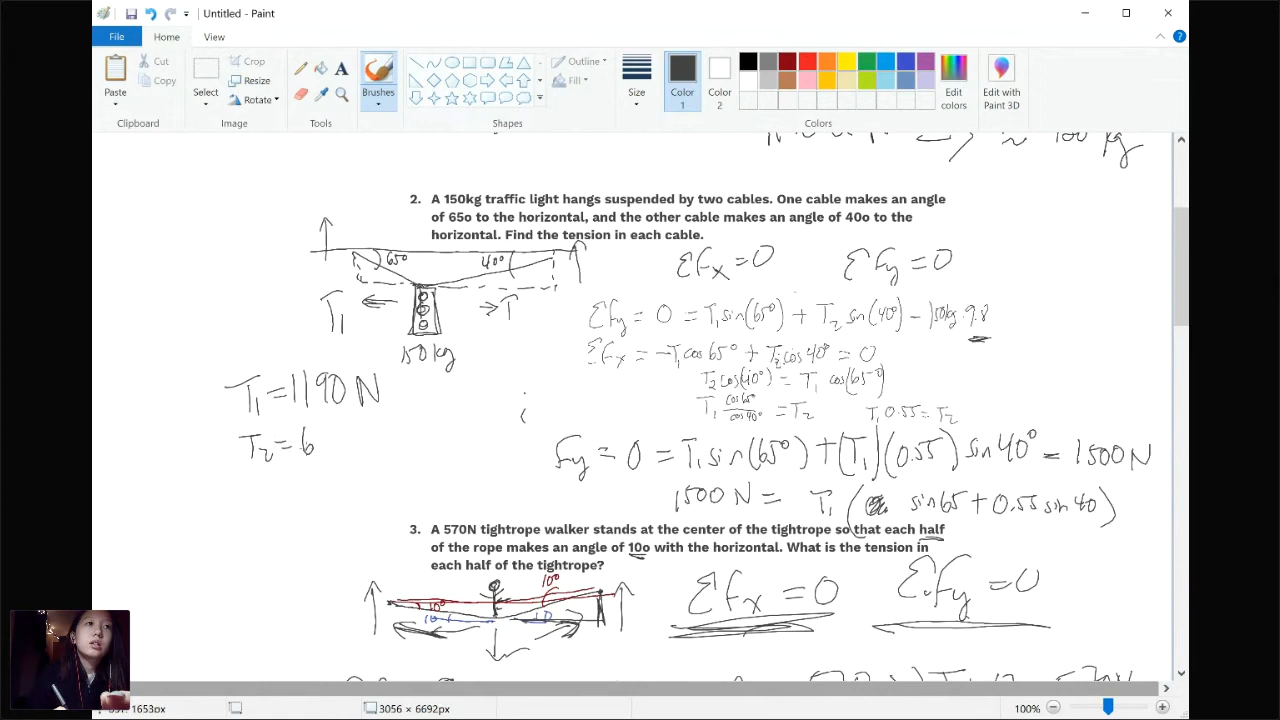 Untitled - Paint
File Home View
Paste
Cut
Copy
Clipboard
Select
Crop
Resize
Rotate
Image
Tools
Brushes
Outline
Fill
Shapes
Size
Color 1
Color 2
Edit colors
Colors
Edit with Paint 3D
≈ 100 kg
2. A 150kg traffic light hangs suspended by two cables. One cable makes an angle
of 65o to the horizontal, and the other cable makes an angle of 40o to the
horizontal. Find the tension in each cable.
65° 40°
ΣFx = 0 ΣFy = 0
T1 T
150 kg
ΣFy = 0 = T1 sin(65°) + T2 sn(40°) - 150kg·9.8
ΣFx = -T1 cos 65° + T2 cos 40° = 0
T2 cos(40°) = T1 cos(65°)
T1 cos65°/cos40° = T2 T1 0.55 = T2
T1 = 1190 N
T2 = 6
Fy = 0 = T1 sin(65°) + (T1)(0.55) sin 40° = 1500 N
1500 N = T1 ( sin65 + 0.55 sin 40)
3. A 570N tightrope walker stands at the center of the tightrope so that each half
of the rope makes an angle of 10o with the horizontal. What is the tension in
each half of the tightrope?
10° 10°
10 10
ΣFx = 0 ΣFy = 0
3056 × 6692px
100%